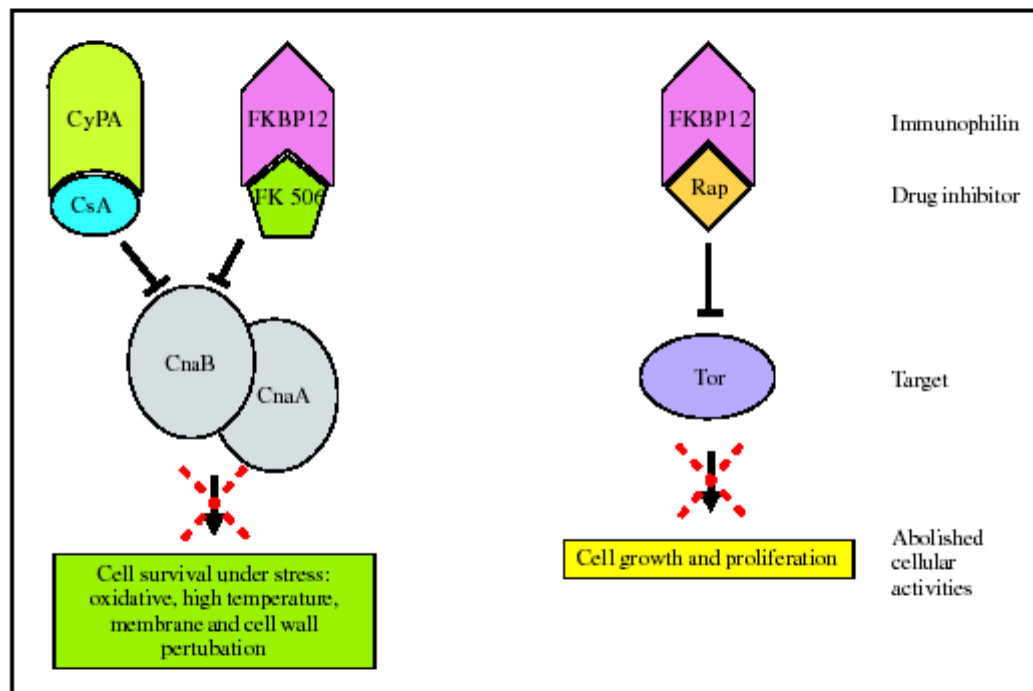 CyPA
FKBP12
FKBP12
Immunophilin
CsA
FK 506
Rap
Drug inhibitor
CnaB
CnaA
Tor
Target
Cell survival under stress:
oxidative, high temperature,
membrane and cell wall
pertubation
Cell growth and proliferation
Abolished
cellular
activities